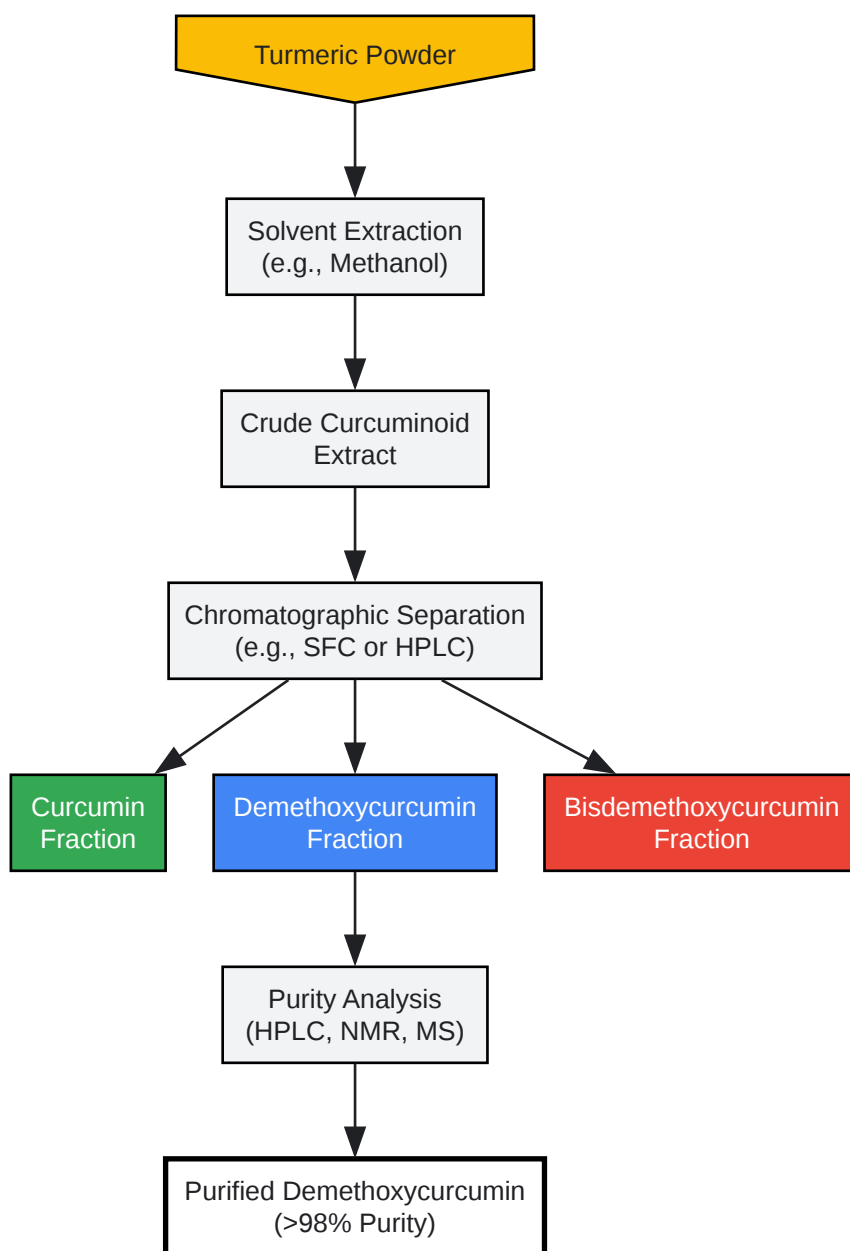 Turmeric Powder
Solvent Extraction
(e.g., Methanol)
Crude Curcuminoid
Extract
Chromatographic Separation
(e.g., SFC or HPLC)
Curcumin
Fraction
Demethoxycurcumin
Fraction
Bisdemethoxycurcumin
Fraction
Purity Analysis
(HPLC, NMR, MS)
Purified Demethoxycurcumin
(>98% Purity)